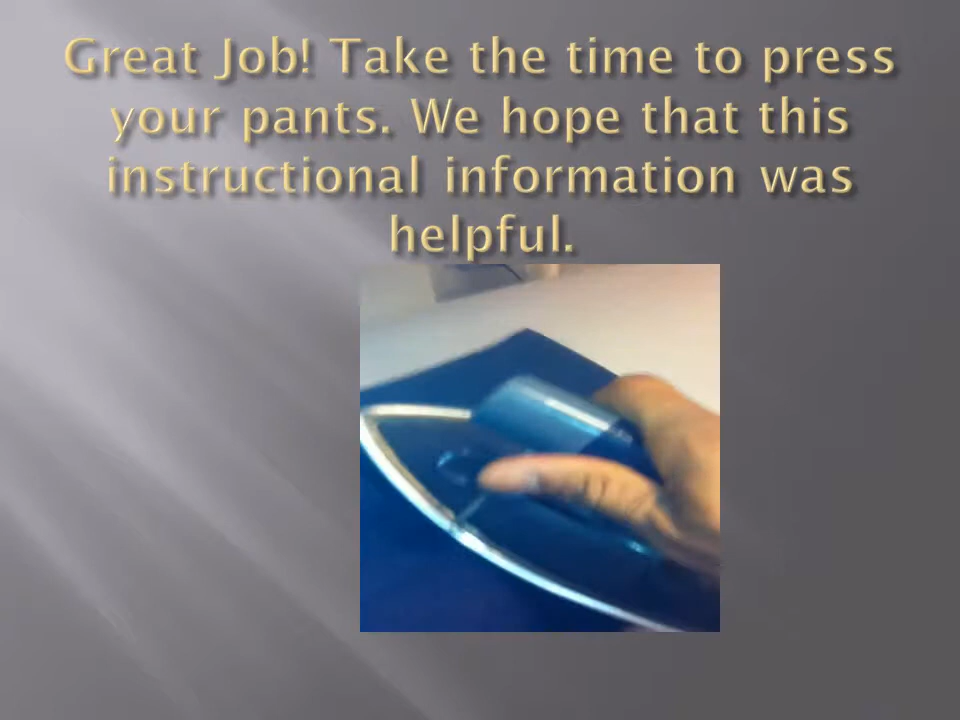 Great Job! Take the time to press
your pants. We hope that this
instructional information was
helpful.